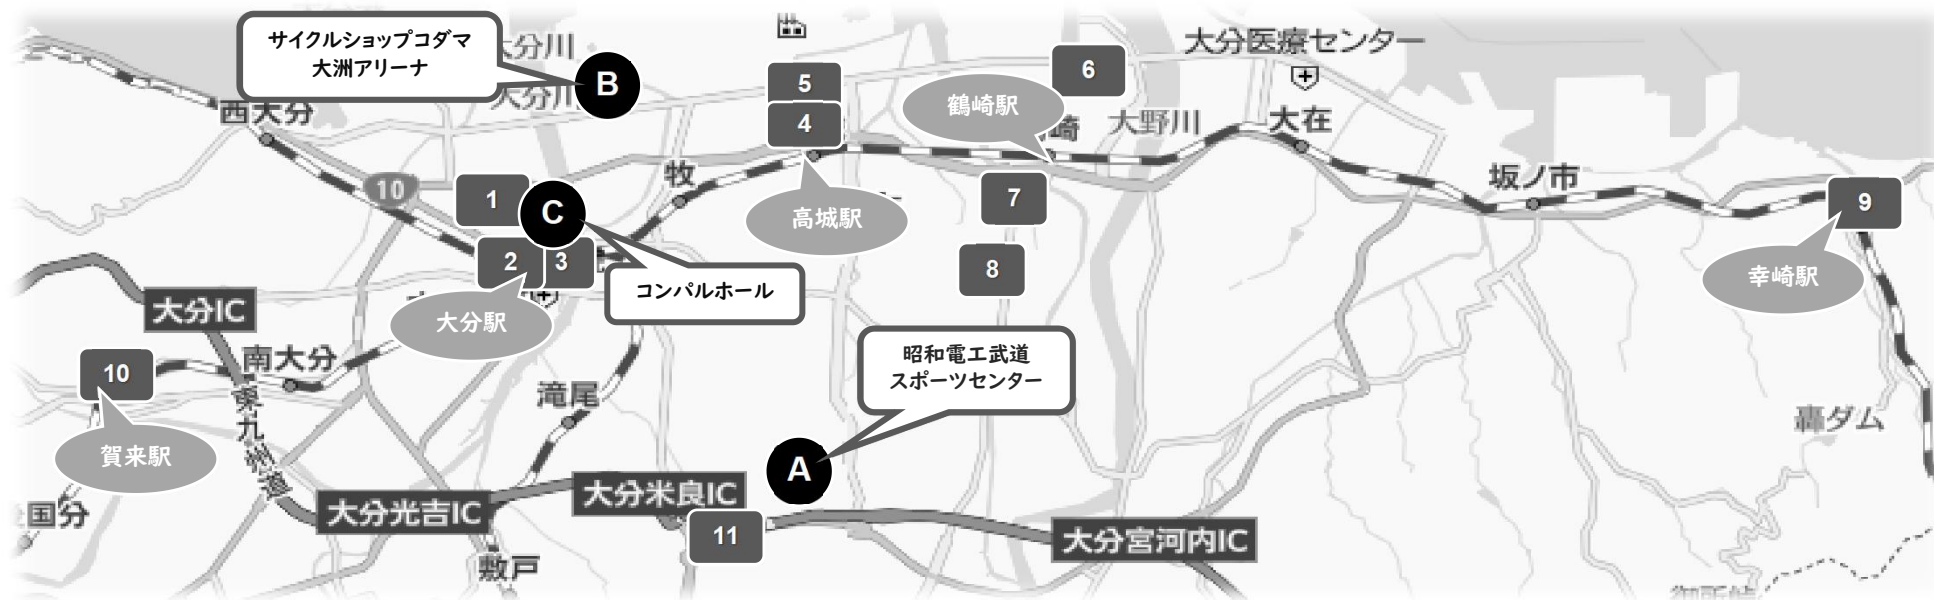 サイクルショップコダマ
大洲アリーナ
大分川
大分川
B
5
4
6
大分医療センター
鶴崎駅
崎
大野川
大在
西大分
10
牧
1
C
高城駅
7
坂ノ市
9
2
3
コンパルホール
8
幸崎駅
大分IC
大分駅
10
南大分
昭和電工武道
スポーツセンター
東九州道
滝尾
賀来駅
轟ダム
A
国分
大分光吉IC
大分米良IC
11
大分宮河内IC
敷戸